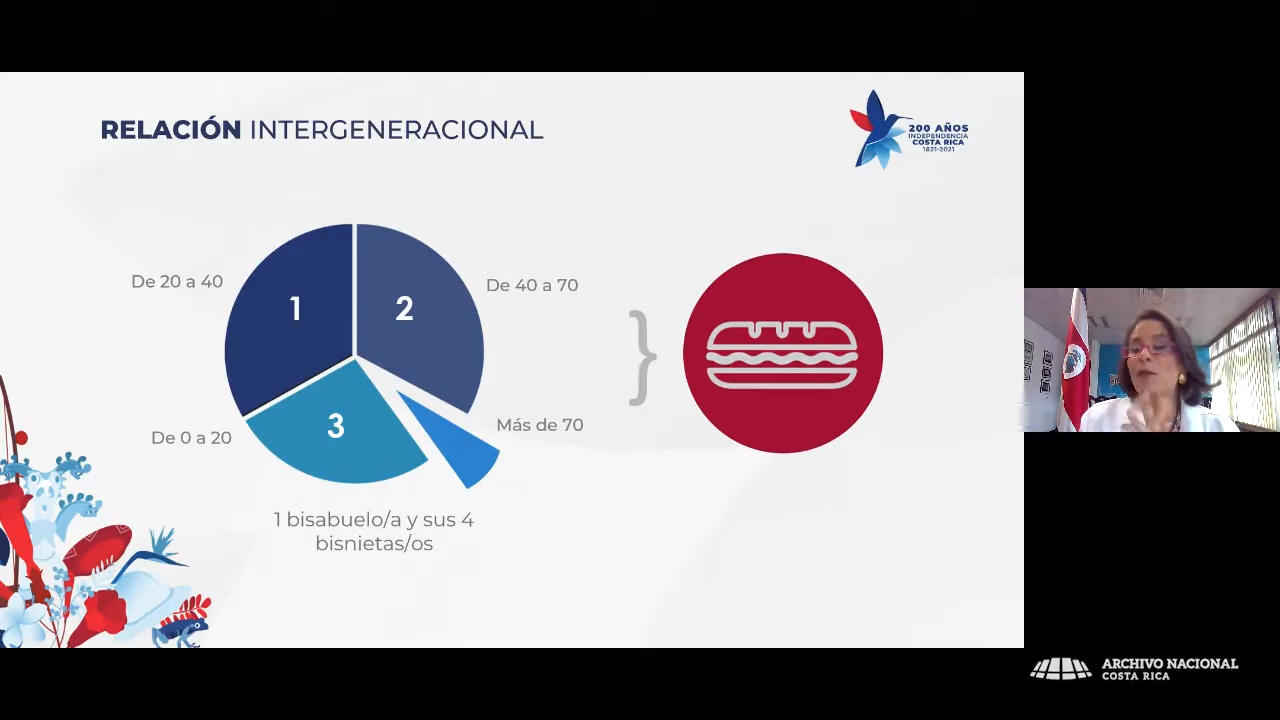 RELACIÓN INTERGENERACIONAL
200 AÑOS
INDEPENDENCIA
COSTA RICA
1821-2021
De 20 a 40
1
2
De 40 a 70
De 0 a 20
3
Más de 70
}
1 bisabuelo/a y sus 4
bisnietas/os
ARCHIVO NACIONAL
COSTA RICA